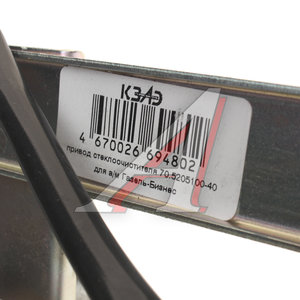 КЗАЭ
4 670026 694802
привод стеклоочистителя 70.5205100-40
для а/м Газель-Бизнес